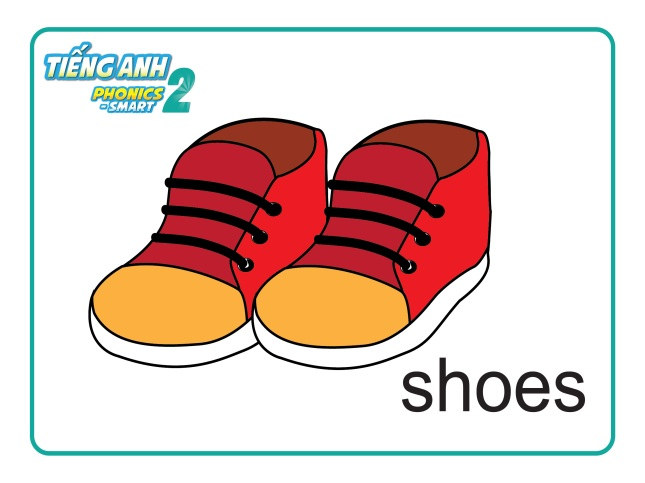 TIẾNG ANH 2
PHONICS
-SMART
shoes